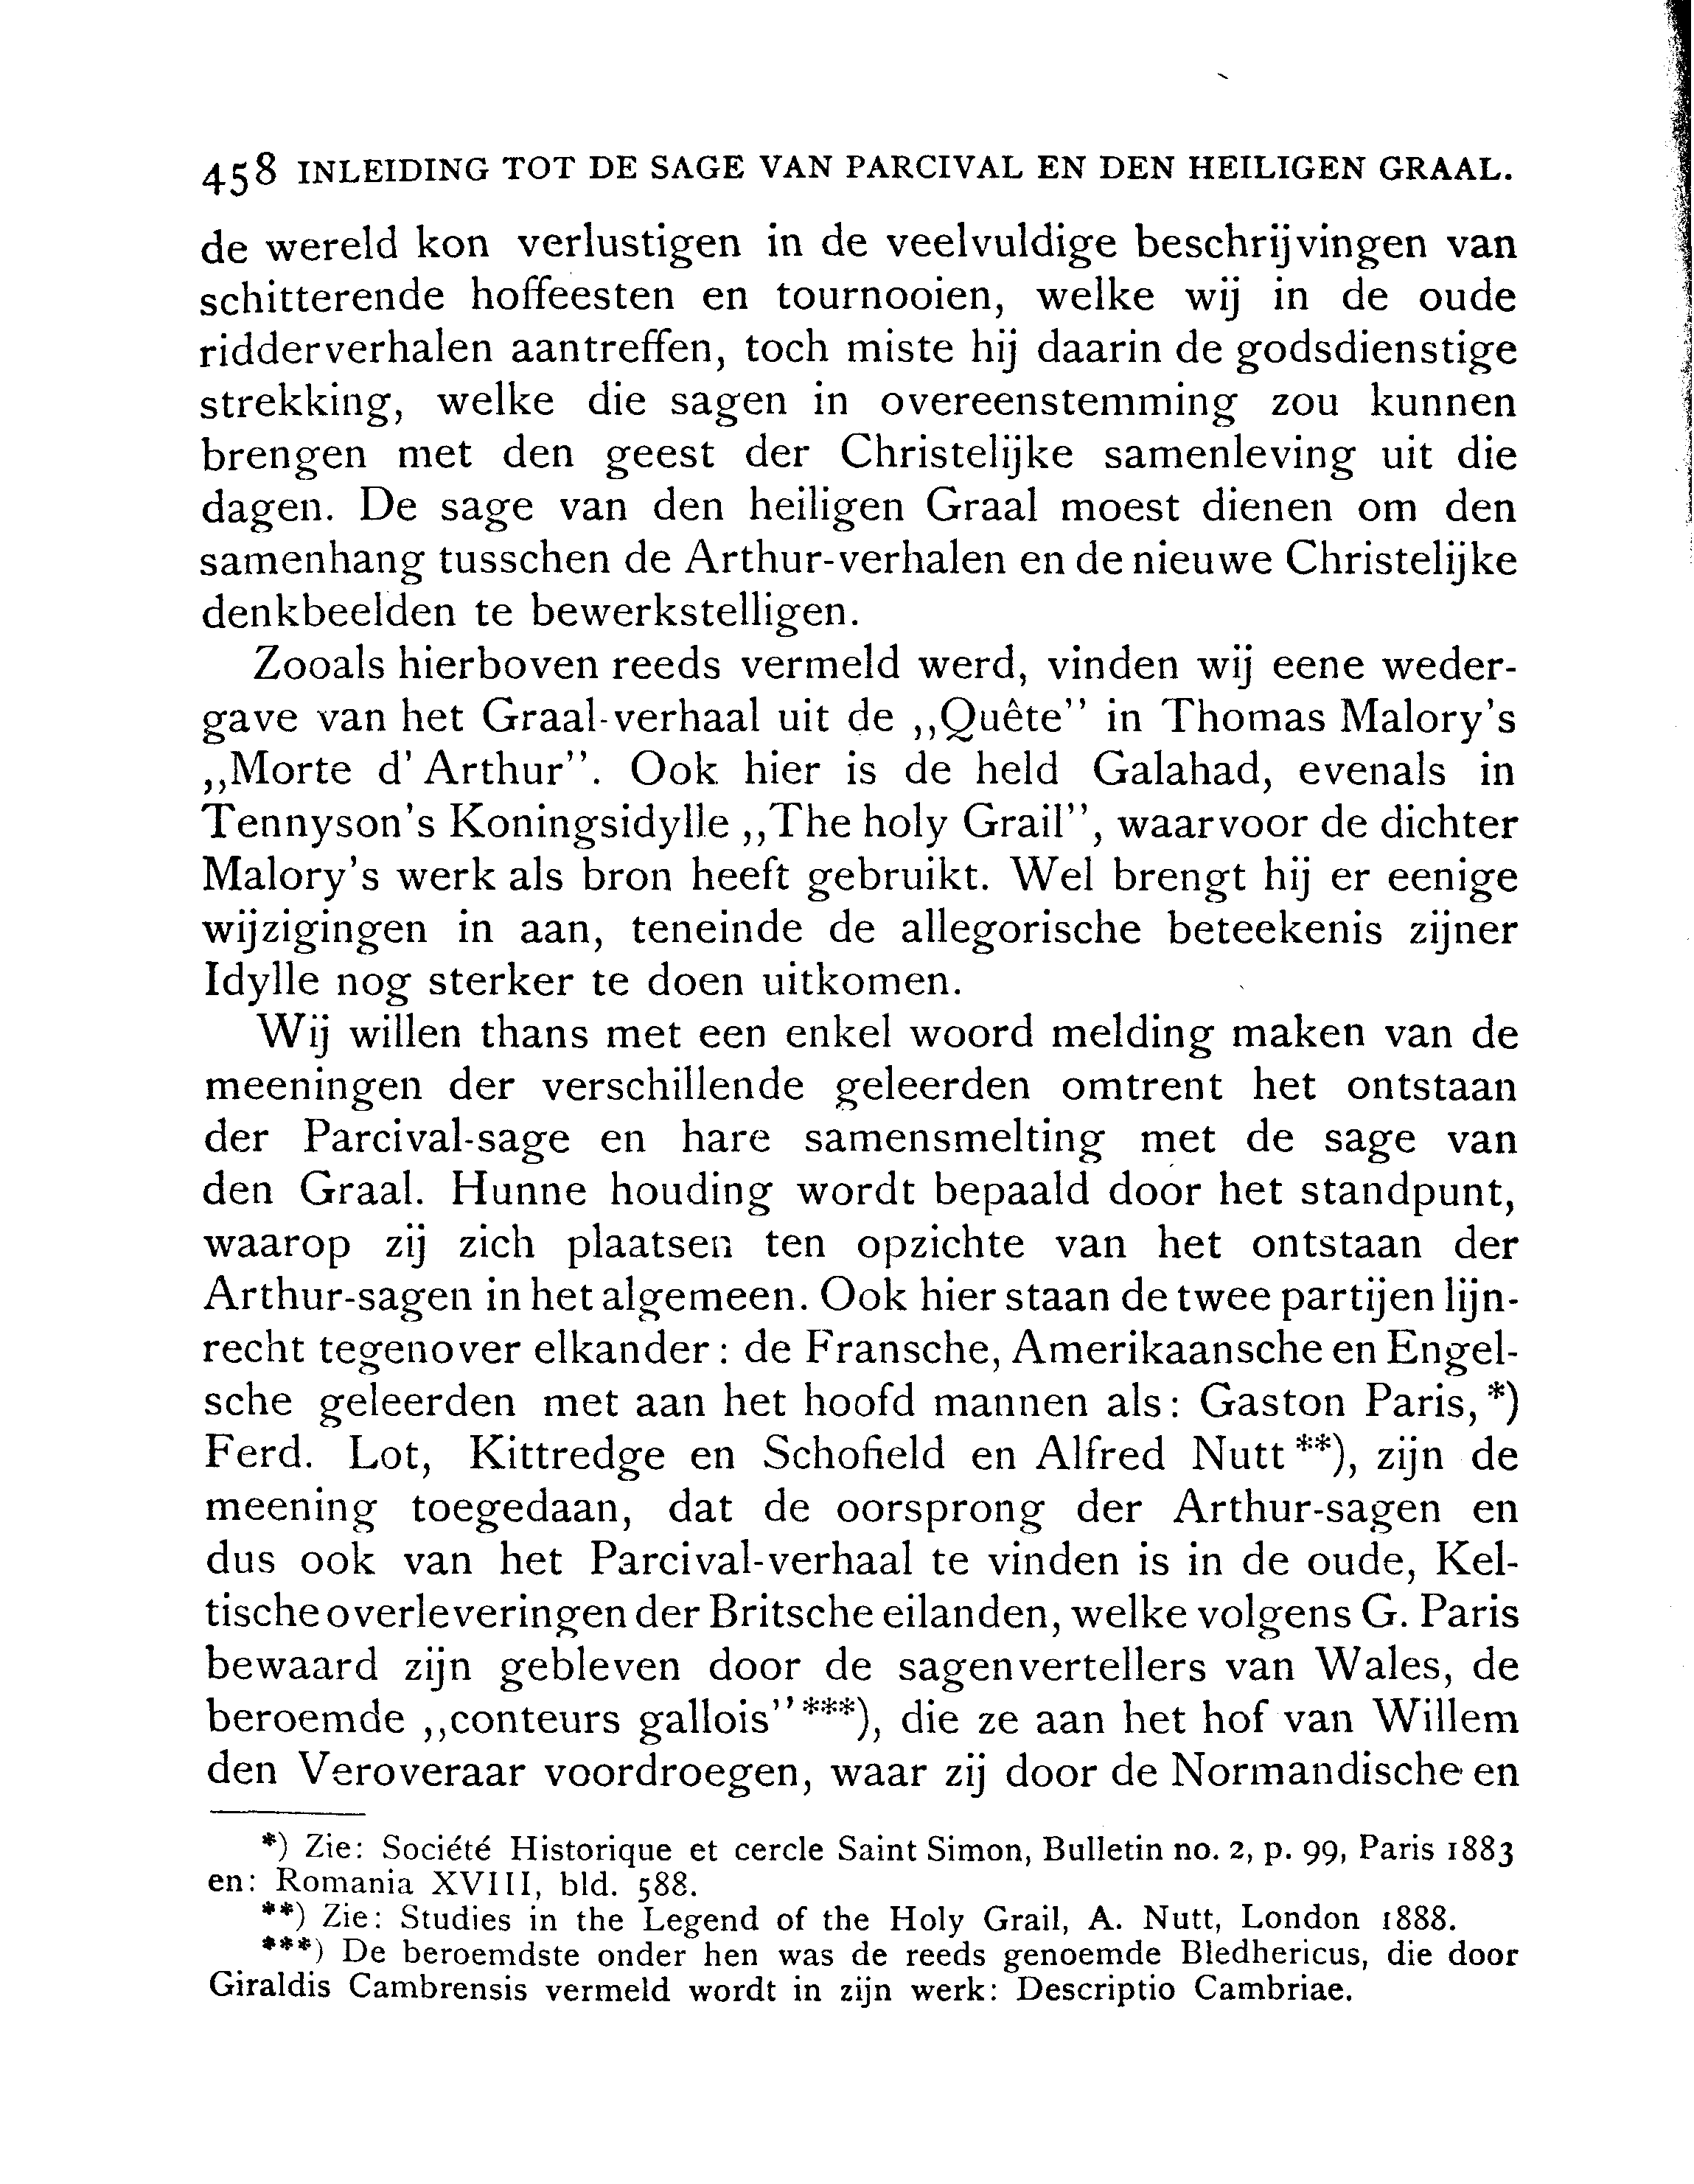 458 INLEIDING TOT DE SAGE VAN PARCIVAL EN DEN HEILIGEN GRAAL.
de wereld kon verlustigen in de veelvuldige beschrijvingen van
schitterende hoffeesten en tournooien, welke wij in de oude
ridderverhalen aantreffen, toch miste hij daarin de godsdienstige
strekking, welke die sagen in overeenstemming zou kunnen
brengen met den geest der Christelijke samenleving uit die
dagen. De sage van den heiligen Graal moest dienen om den
samenhang tusschen de Arthur-verhalen en de nieuwe Christelijke
denkbeelden te bewerkstelligen.
Zooals hierboven reeds vermeld werd, vinden wij eene weder-
gave van het Graal-verhaal uit de ,,Quête" in Thomas Malory's
,,Morte d' Arthur". Ook hier is de held Galahad, evenals in
Tennyson's Koningsidylle ,,The holy Grail", waarvoor de dichter
Malory's werk als bron heeft gebruikt. Wel brengt hij er eenige
wijzigingen in aan, teneinde de allegorische beteekenis zijner
Idylle nog sterker te doen uitkomen.
Wij willen thans met een enkel woord melding maken van de
meeningen der verschillende geleerden omtrent het ontstaan
der Parcival-sage en hare samensmelting met de sage van
den Graal. Hunne houding wordt bepaald door het standpunt,
waarop zij zich plaatsen ten opzichte van het ontstaan der
Arthur-sagen in het algemeen. Ook hier staan de twee partijen lijn-
recht tegenover elkander: de Fransche, Amerikaansche en Engel-
sche geleerden met aan het hoofd mannen als: Gaston Paris, *)
Ferd. Lot, Kittredge en Schofield en Alfred Nutt **), zijn de
meening toegedaan, dat de oorsprong der Arthur-sagen en
dus ook van het Parcival-verhaal te vinden is in de oude, Kel-
tische overleveringen der Britsche eilanden, welke volgens G. Paris
bewaard zijn gebleven door de sagenvertellers van Wales, de
beroemde ,,conteurs gallois" ***), die ze aan het hof van Willem
den Veroveraar voordroegen, waar zij door de Normandische en
*) Zie: Société Historique et cercle Saint Simon, Bulletin no. 2, p. 99, Paris 1883
en: Romania XVIII, bld. 588.
**) Zie: Studies in the Legend of the Holy Grail, A. Nutt, London 1888.
***) De beroemdste onder hen was de reeds genoemde Bledhericus, die door
Giraldis Cambrensis vermeld wordt in zijn werk: Descriptio Cambriae.